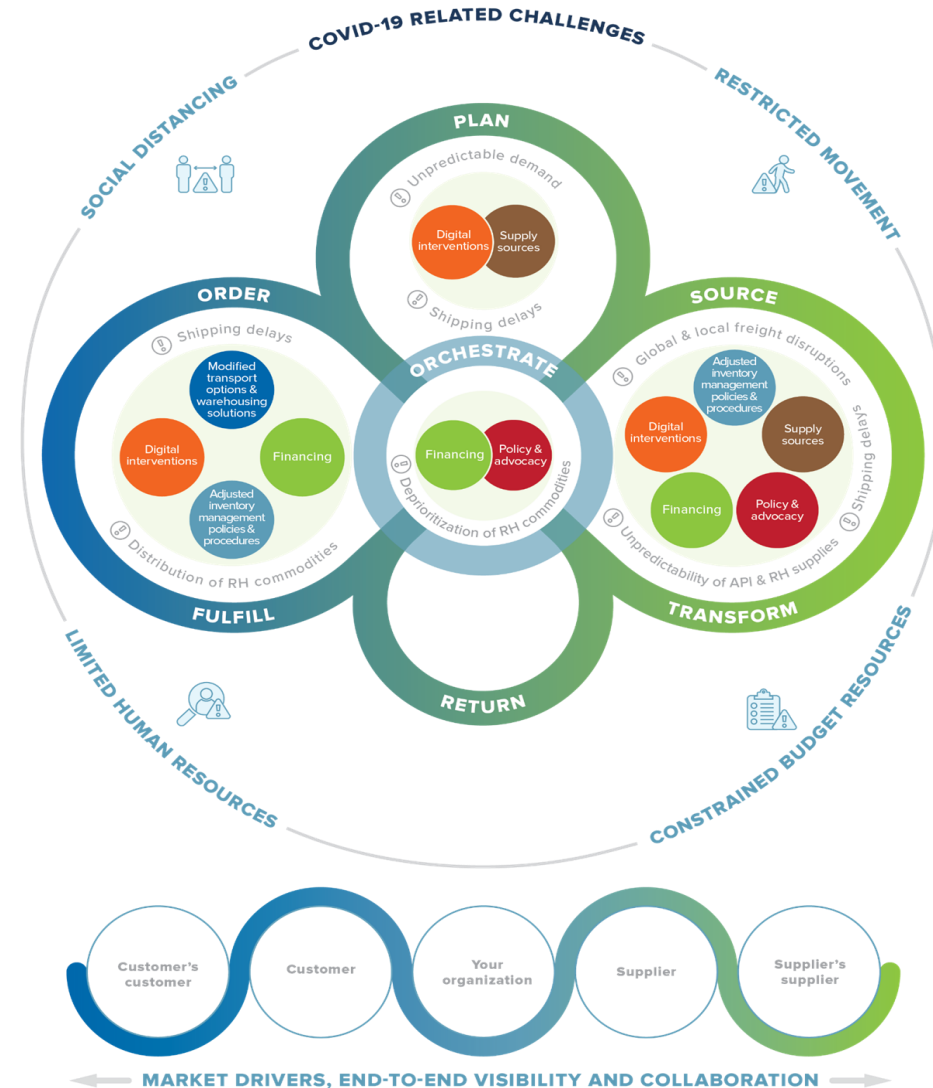 COVID-19 RELATED CHALLENGES
SOCIAL DISTANCING
RESTRICTED MOVEMENT
PLAN
Unpredictable demand
Digital
interventions
Supply
sources
Shipping delays
ORDER
Shipping delays
Modified
transport
options &
warehousing
solutions
Digital
interventions
Financing
Adjusted
inventory
management
policies &
procedures
Distribution of RH commodities
FULFILL
ORCHESTRATE
Financing
Policy &
advocacy
Deprioritization of RH commodities
SOURCE
Global & local freight disruptions
Adjusted
inventory
management
policies &
procedures
Digital
interventions
Supply
sources
Financing
Policy &
advocacy
Shipping delays
Unpredictability of API & RH supplies
TRANSFORM
RETURN
LIMITED HUMAN RESOURCES
CONSTRAINED BUDGET RESOURCES
Customer's
customer
Customer
Your
organization
Supplier
Supplier's
supplier
MARKET DRIVERS, END-TO-END VISIBILITY AND COLLABORATION